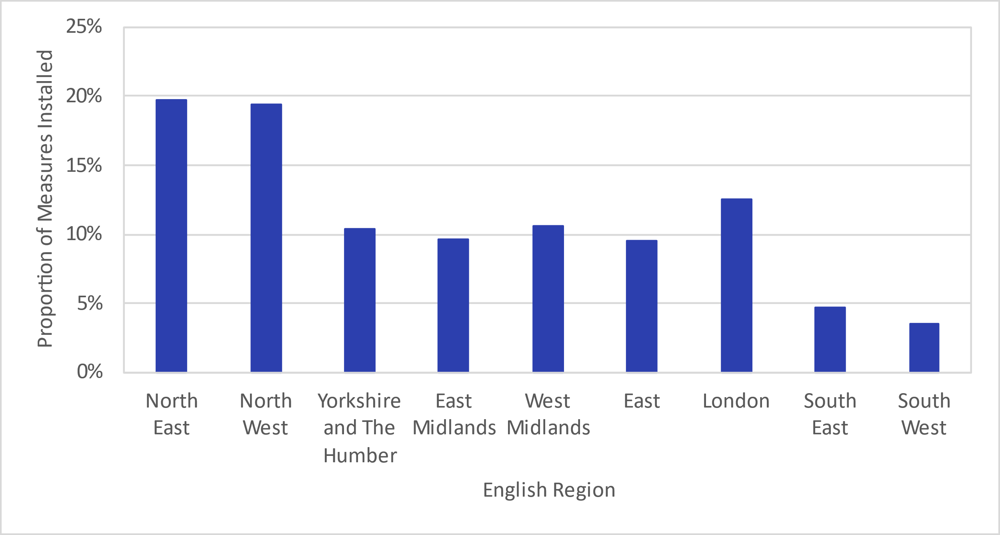 Proportion of Measures Installed
25%
20%
15%
10%
5%
0%
North
East
North
West
Yorkshire
and The
Humber
East
Midlands
West
Midlands
East
London
South
East
South
West
English Region